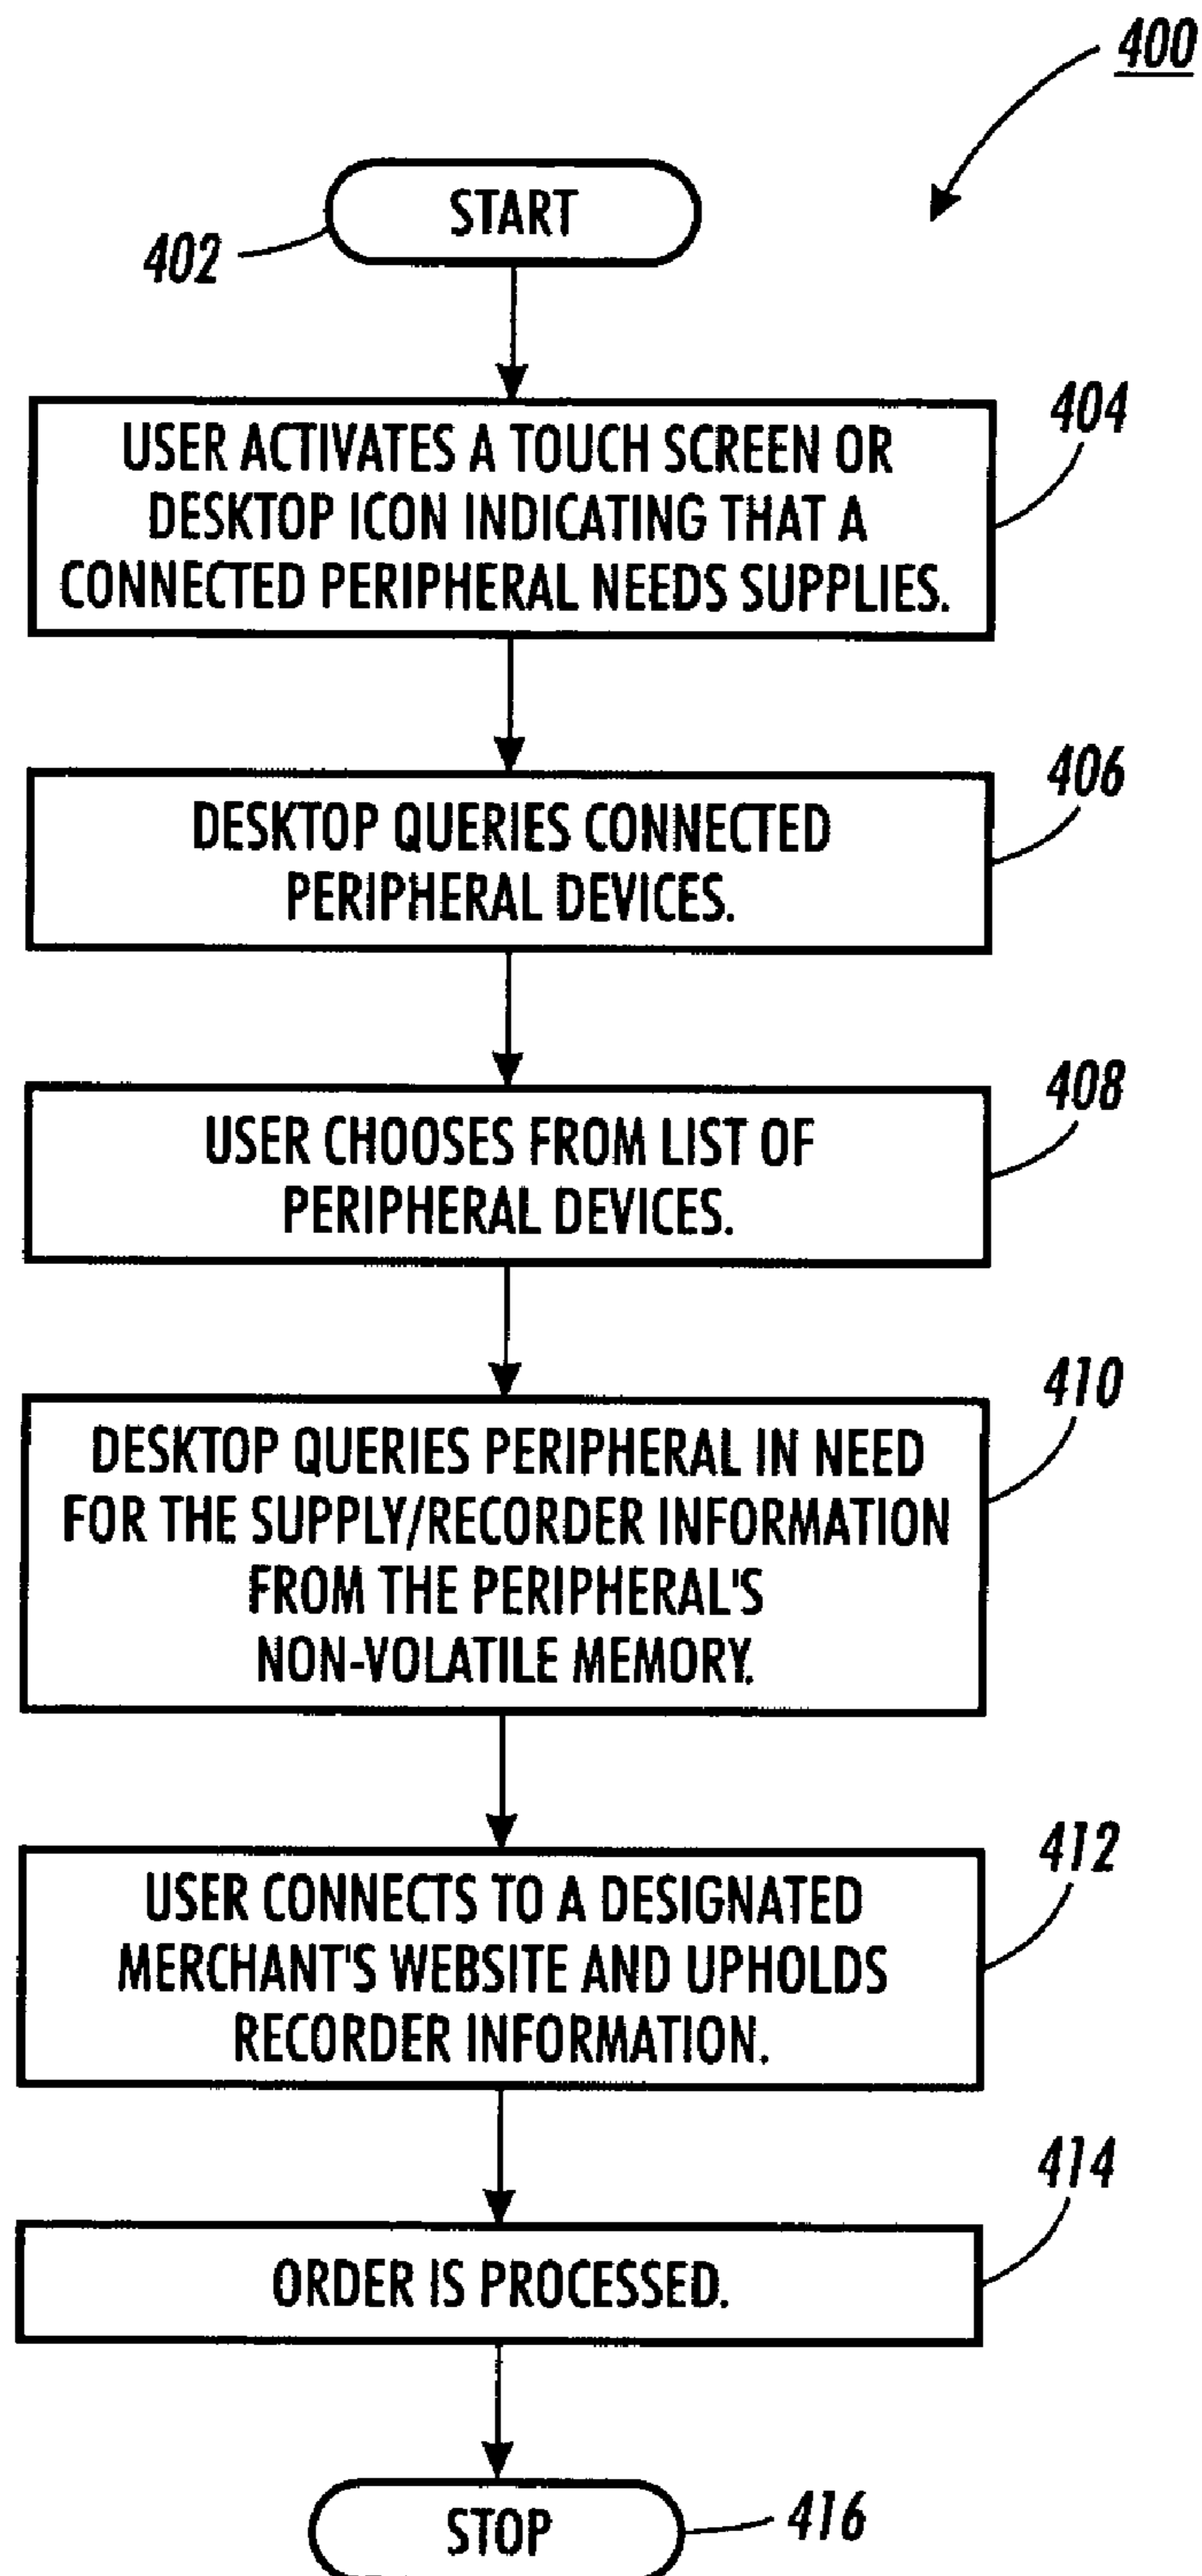 400
START
402
404
USER ACTIVATES A TOUCH SCREEN OR
DESKTOP ICON INDICATING THAT A
CONNECTED PERIPHERAL NEEDS SUPPLIES.
406
DESKTOP QUERIES CONNECTED
PERIPHERAL DEVICES.
408
USER CHOOSES FROM LIST OF
PERIPHERAL DEVICES.
410
DESKTOP QUERIES PERIPHERAL IN NEED
FOR THE SUPPLY/RECORDER INFORMATION
FROM THE PERIPHERAL'S
NON-VOLATILE MEMORY.
412
USER CONNECTS TO A DESIGNATED
MERCHANT'S WEBSITE AND UPHOLDS
RECORDER INFORMATION.
414
ORDER IS PROCESSED.
STOP
416